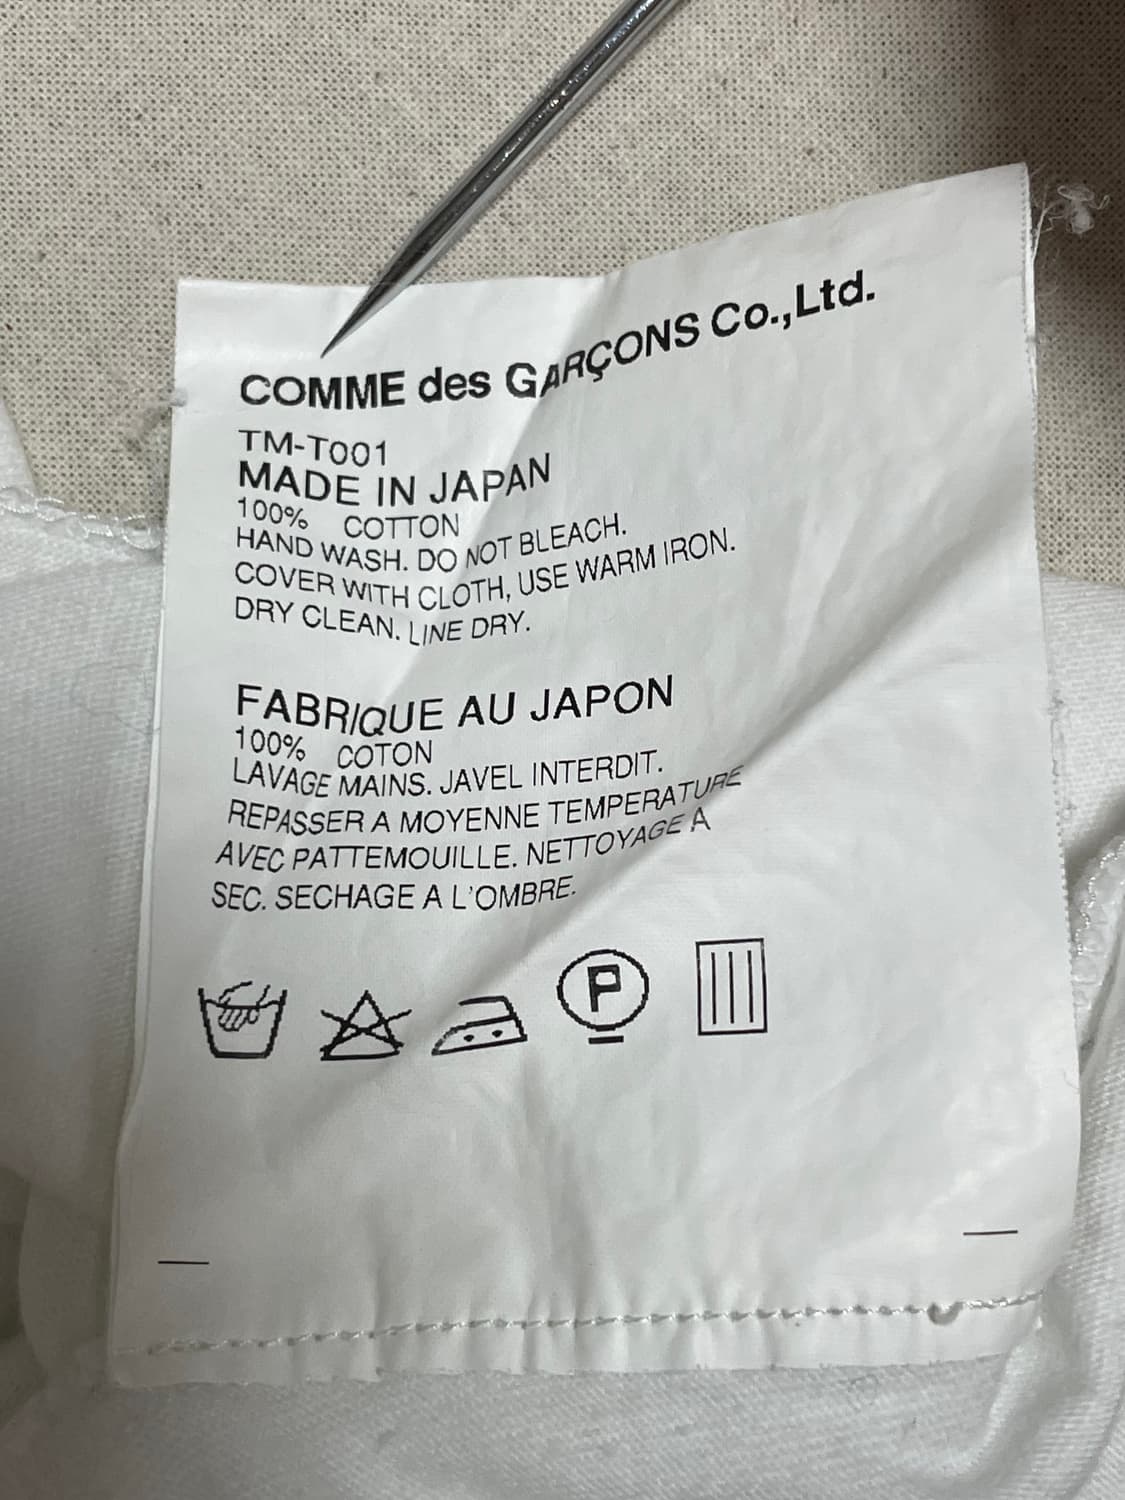 COMME des GARÇONS Co.,Ltd.
TM-T001
MADE IN JAPAN
100% COTTON
HAND WASH. DO NOT BLEACH.
COVER WITH CLOTH, USE WARM IRON.
DRY CLEAN. LINE DRY.
FABRIQUE AU JAPON
100% COTON
LAVAGE MAINS. JAVEL INTERDIT.
REPASSER A MOYENNE TEMPERATURE
AVEC PATTEMOUILLE. NETTOYAGE A
SEC. SECHAGE A L'OMBRE.
P